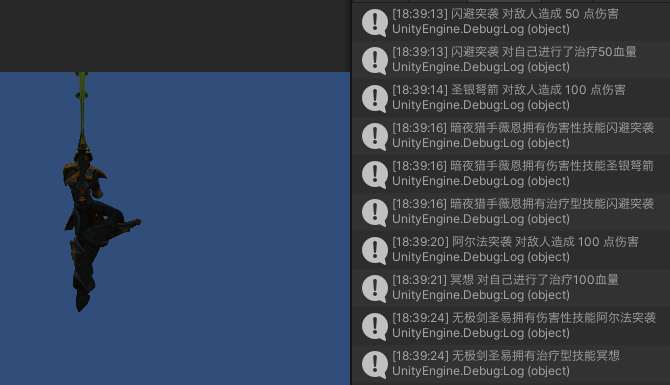 [18:39:13] 闪避突袭 对敌人造成 50 点伤害
UnityEngine.Debug:Log (object)
[18:39:13] 闪避突袭 对自己进行了治疗50血量
UnityEngine.Debug:Log (object)
[18:39:14] 圣银弩箭 对敌人造成 100 点伤害
UnityEngine.Debug:Log (object)
[18:39:16] 暗夜猎手薇恩拥有伤害性技能闪避突袭
UnityEngine.Debug:Log (object)
[18:39:16] 暗夜猎手薇恩拥有伤害性技能圣银弩箭
UnityEngine.Debug:Log (object)
[18:39:16] 暗夜猎手薇恩拥有治疗型技能闪避突袭
UnityEngine.Debug:Log (object)
[18:39:20] 阿尔法突袭 对敌人造成 100 点伤害
UnityEngine.Debug:Log (object)
[18:39:21] 冥想 对自己进行了治疗100血量
UnityEngine.Debug:Log (object)
[18:39:24] 无极剑圣易拥有伤害性技能阿尔法突袭
UnityEngine.Debug:Log (object)
[18:39:24] 无极剑圣易拥有治疗型技能冥想
UnityEngine.Debug:Log (object)